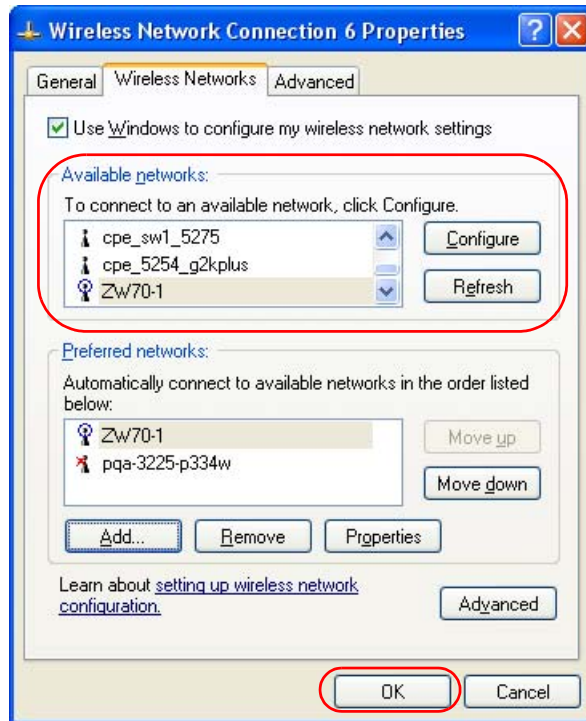 Wireless Network Connection 6 Properties
General Wireless Networks Advanced
Use Windows to configure my wireless network settings
Available networks:
To connect to an available network, click Configure.
cpe_sw1_5275
cpe_5254_g2kplus
ZW70-1
Configure
Refresh
Preferred networks:
Automatically connect to available networks in the order listed
below:
ZW70-1
pqa-3225-p334w
Move up
Move down
Add... Remove Properties
Learn about setting up wireless network
configuration.
Advanced
OK Cancel